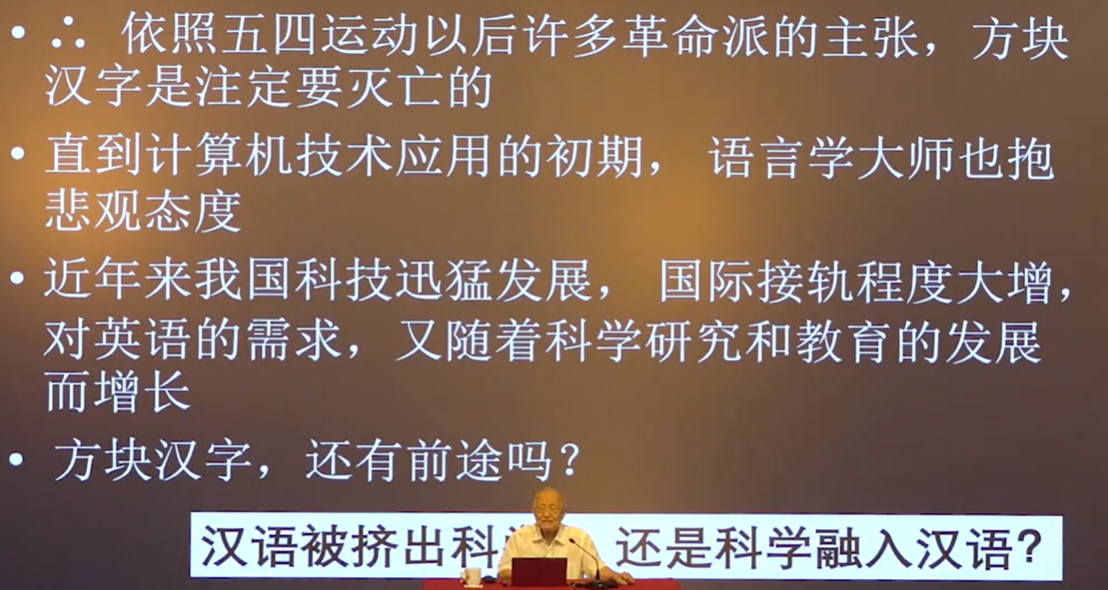 • ∴ 依照五四运动以后许多革命派的主张，方块
汉字是注定要灭亡的
• 直到计算机技术应用的初期， 语言学大师也抱
悲观态度
• 近年来我国科技迅猛发展， 国际接轨程度大增，
对英语的需求，又随着科学研究和教育的发展
而增长
• 方块汉字，还有前途吗？
汉语被挤出科 还是科学融入汉语？